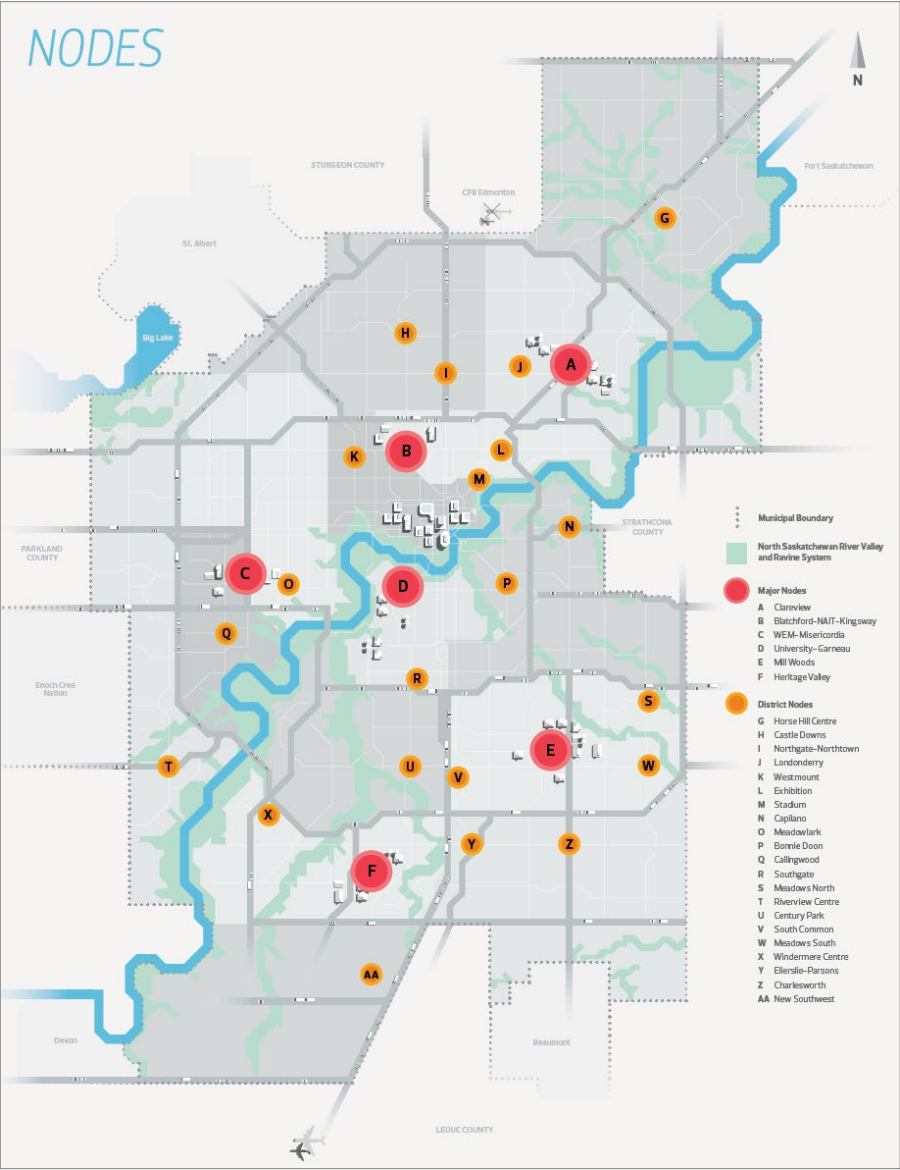 NODES
N
STURGEON COUNTY
Fort Saskatchewan
CFB Edmonton
G
St. Albert
Big Lake
H
I
J
A
K
B
L
M
N
STRATHCONA
COUNTY
PARKLAND
COUNTY
C
O
D
P
Q
Enoch Cree
Nation
R
S
E
T
U
V
W
X
Y
Z
F
AA
Devon
Beaumont
LEDUC COUNTY
Municipal Boundary
North Saskatchewan River Valley
and Ravine System
Major Nodes
A Clareview
B Blatchford-NAIT-Kingsway
C WEM-Misericordia
D University-Garneau
E Mill Woods
F Heritage Valley
District Nodes
G Horse Hill Centre
H Castle Downs
I Northgate-Northtown
J Londonderry
K Westmount
L Exhibition
M Stadium
N Capilano
O Meadowlark
P Bonnie Doon
Q Callingwood
R Southgate
S Meadows North
T Riverview Centre
U Century Park
V South Common
W Meadows South
X Windermere Centre
Y Ellerslie-Parsons
Z Charlesworth
AA New Southwest